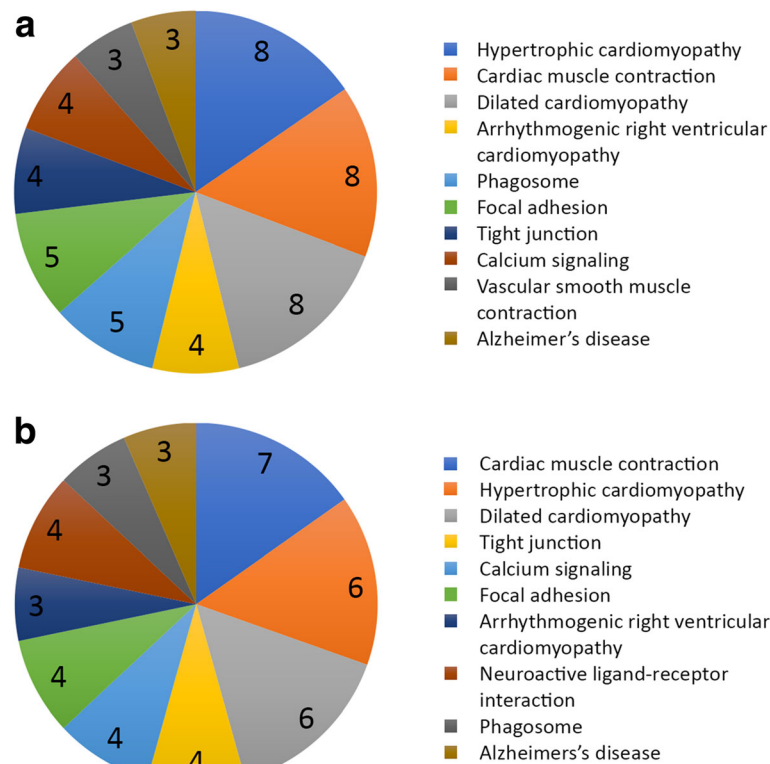 a
3
8
3
4
8
4
5
8
5
4
Hypertrophic cardiomyopathy
Cardiac muscle contraction
Dilated cardiomyopathy
Arrhythmogenic right ventricular
cardiomyopathy
Phagosome
Focal adhesion
Tight junction
Calcium signaling
Vascular smooth muscle
contraction
Alzheimer's disease
b
3
7
3
4
6
3
4
6
4
4
Cardiac muscle contraction
Hypertrophic cardiomyopathy
Dilated cardiomyopathy
Tight junction
Calcium signaling
Focal adhesion
Arrhythmogenic right ventricular
cardiomyopathy
Neuroactive ligand-receptor
interaction
Phagosome
Alzheimers's disease